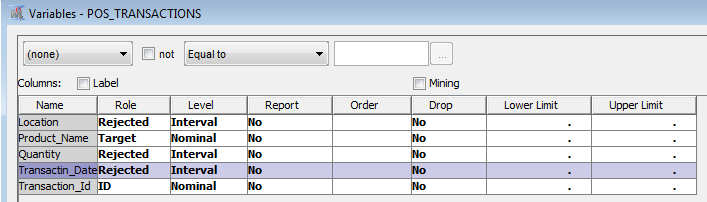 Variables - POS_TRANSACTIONS
(none) not Equal to ...
Columns: Label Mining
Name Role Level Report Order Drop Lower Limit Upper Limit
Location Rejected Interval No No . .
Product_Name Target Nominal No No . .
Quantity Rejected Interval No No . .
Transactin_Date Rejected Interval No No . .
Transaction_Id ID Nominal No No . .